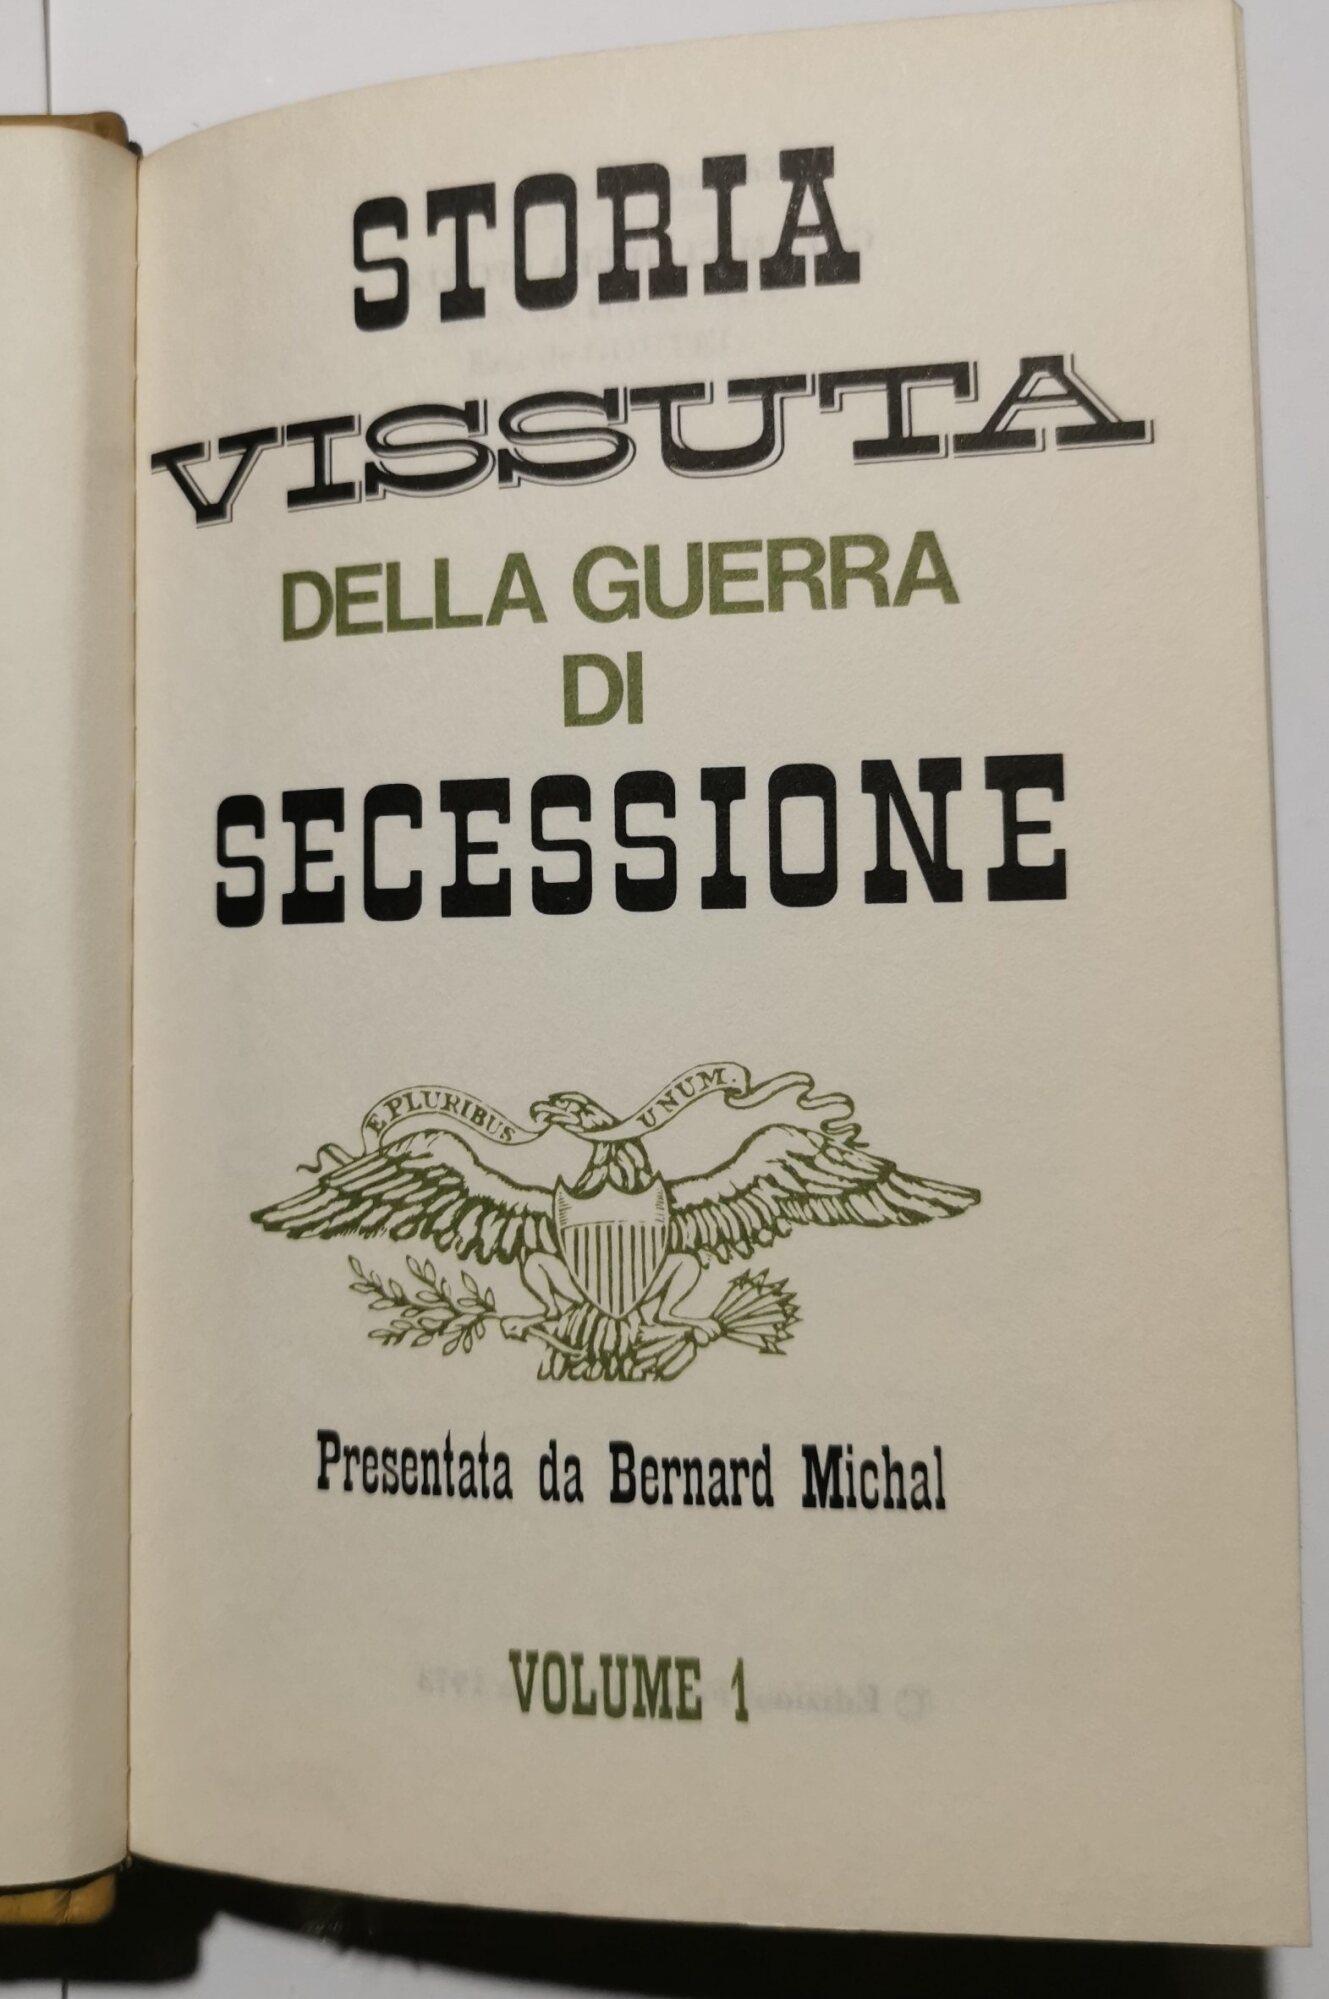 STORIA
VISSUTA
DELLA GUERRA
DI
SECESSIONE
E PLURIBUS UNUM.
Presentata da Bernard Michal
VOLUME 1